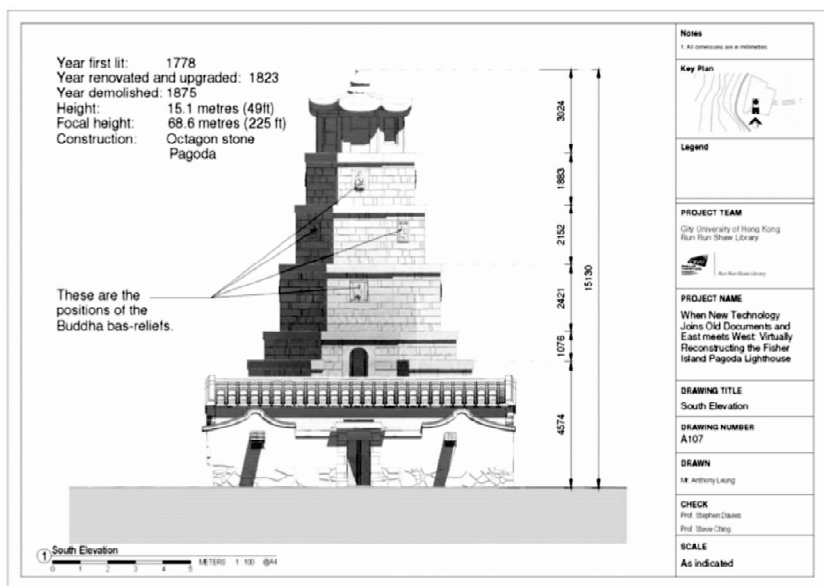 Year first lit: 1778
Year renovated and upgraded: 1823
Year demolished: 1875
Height: 15.1 metres (49ft)
Focal height: 68.6 metres (225 ft)
Construction: Octagon stone
Pagoda
These are the
positions of the
Buddha bas-reliefs.
3024
1883
2152
2421
1076
4574
15130
1 South Elevation
0 1 2 3 4 5 METERS 1 : 100 @A4
Notes
1. All dimensions are in millimetres.
Key Plan
Legend
PROJECT TEAM
City University of Hong Kong
Run Run Shaw Library
Run Run Shaw Library
PROJECT NAME
When New Technology
Joins Old Documents and
East meets West: Virtually
Reconstructing the Fisher
Island Pagoda Lighthouse
DRAWING TITLE
South Elevation
DRAWING NUMBER
A107
DRAWN
Mr. Anthony Leung
CHECK
Prof. Stephen Davies
Prof. Steve Ching
SCALE
As indicated